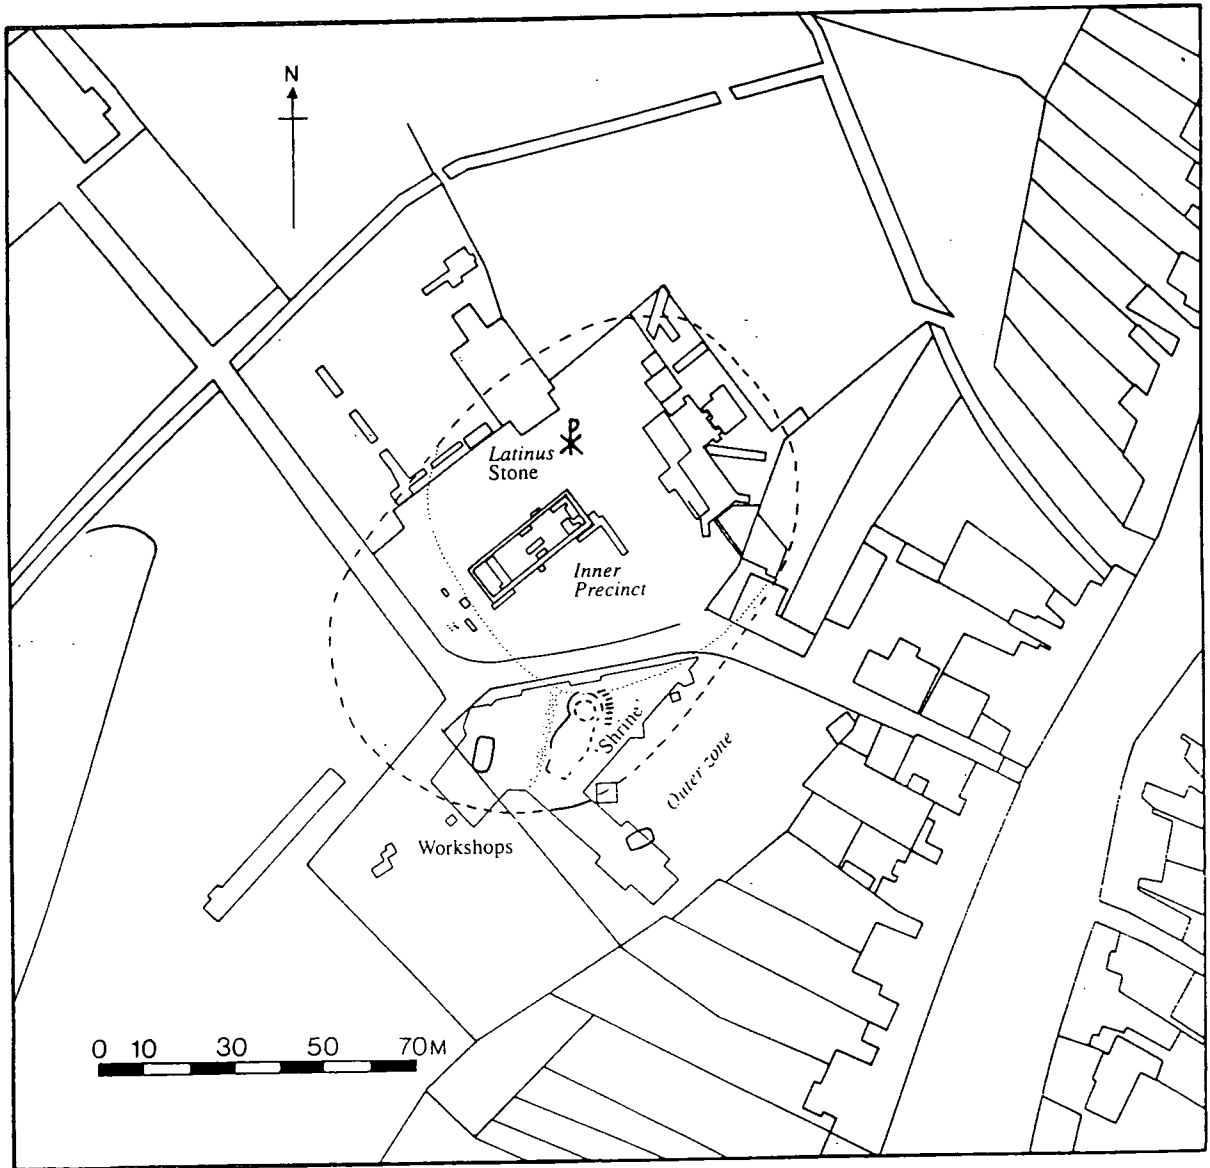 N
Latinus
Stone
Inner
Precinct
'Shrine'
Outer zone
Workshops
0 10 30 50 70M